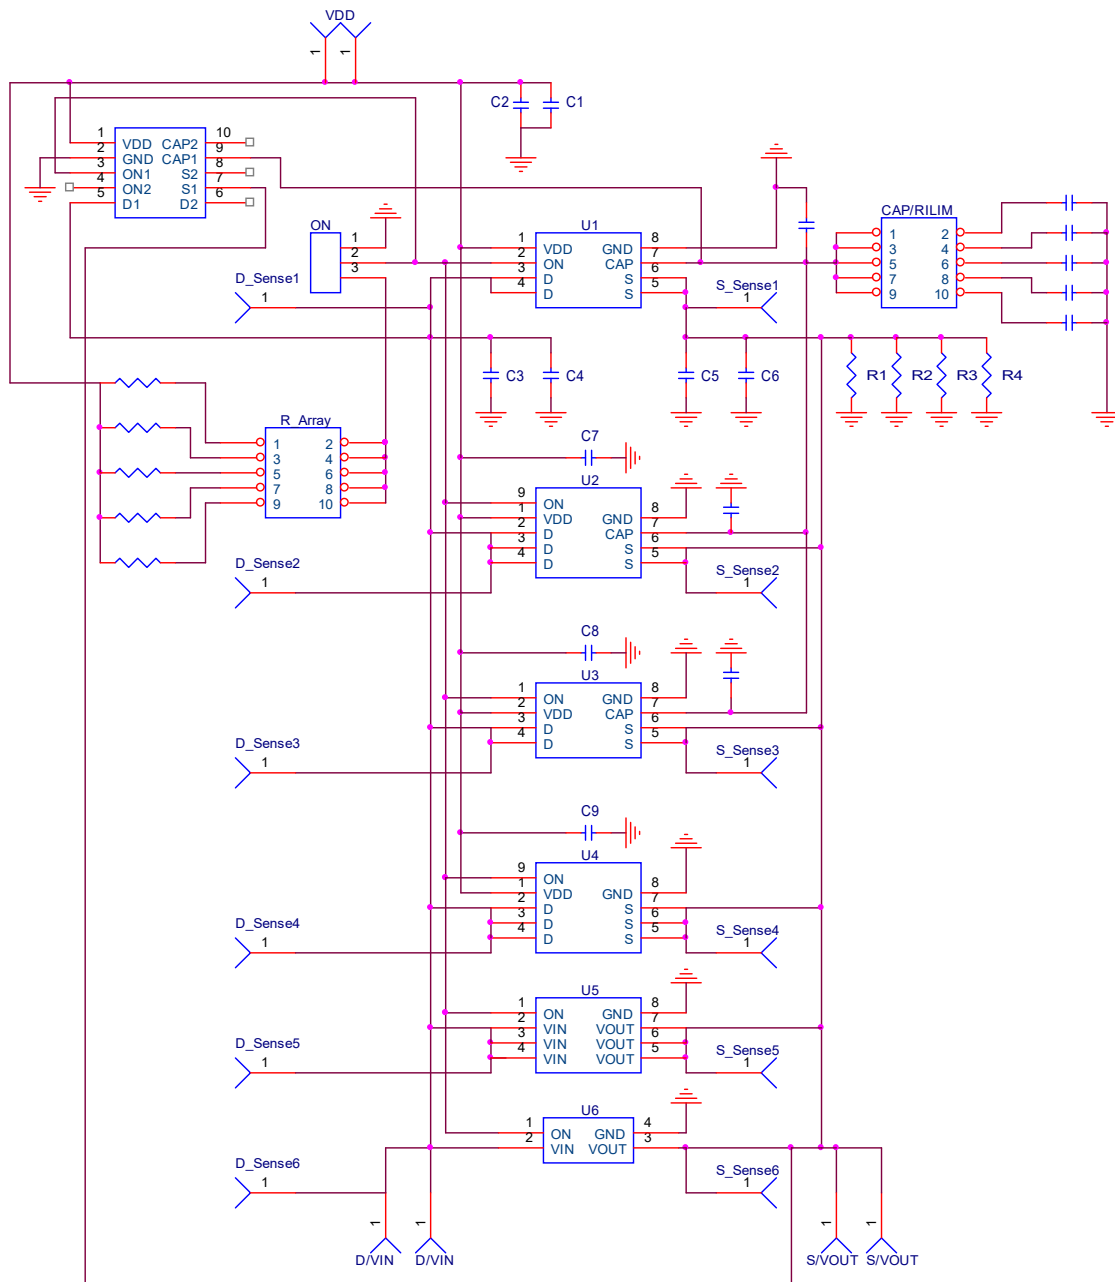 VDD
1 1
C2 C1
1 VDD CAP2 10
2 GND CAP1 9
3 ON1 S2 8
4 ON2 S1 7
5 D1 D2 6
ON
1
2
3
U1
1 VDD GND 8
2 ON CAP 7
3 D S 6
4 D S 5
CAP/RILIM
1 2
3 4
5 6
7 8
9 10
D_Sense1
1
S_Sense1
1
C3 C4 C5 C6 R1 R2 R3 R4
R_Array
1 2
3 4
5 6
7 8
9 10
C7
U2
9 ON
1 VDD GND 8
2 D CAP 7
3 D S 6
4 D S 5
D_Sense2
1
S_Sense2
1
C8
U3
1 ON GND 8
2 VDD CAP 7
3 D S 6
4 D S 5
D_Sense3
1
S_Sense3
1
C9
U4
9 ON
1 VDD GND 8
2 D S 7
3 D S 6
4 D S 5
D_Sense4
1
S_Sense4
1
U5
1 ON GND 8
2 VIN VOUT 7
3 VIN VOUT 6
4 VIN VOUT 5
D_Sense5
1
S_Sense5
1
U6
1 ON GND 4
2 VIN VOUT 3
D_Sense6
1
S_Sense6
1
1 1 1 1
D/VIN D/VIN S/VOUT S/VOUT